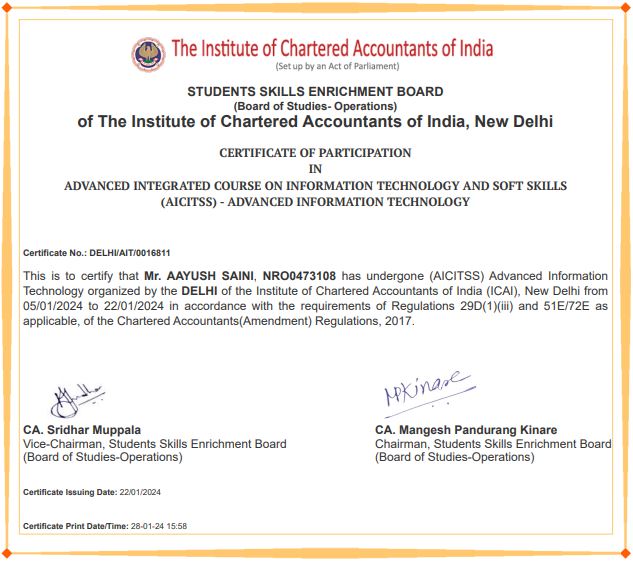 The Institute of Chartered Accountants of India
(Set up by an Act of Parliament)
STUDENTS SKILLS ENRICHMENT BOARD
(Board of Studies- Operations)
of The Institute of Chartered Accountants of India, New Delhi
CERTIFICATE OF PARTICIPATION
IN
ADVANCED INTEGRATED COURSE ON INFORMATION TECHNOLOGY AND SOFT SKILLS
(AICITSS) - ADVANCED INFORMATION TECHNOLOGY
Certificate No.: DELHI/AIT/0016811
This is to certify that Mr. AAYUSH SAINI, NRO0473108 has undergone (AICITSS) Advanced Information
Technology organized by the DELHI of the Institute of Chartered Accountants of India (ICAI), New Delhi from
05/01/2024 to 22/01/2024 in accordance with the requirements of Regulations 29D(1)(iii) and 51E/72E as
applicable, of the Chartered Accountants(Amendment) Regulations, 2017.
MPKinare
CA. Sridhar Muppala
Vice-Chairman, Students Skills Enrichment Board
(Board of Studies-Operations)
CA. Mangesh Pandurang Kinare
Chairman, Students Skills Enrichment Board
(Board of Studies-Operations)
Certificate Issuing Date: 22/01/2024
Certificate Print Date/Time: 28-01-24 15:58